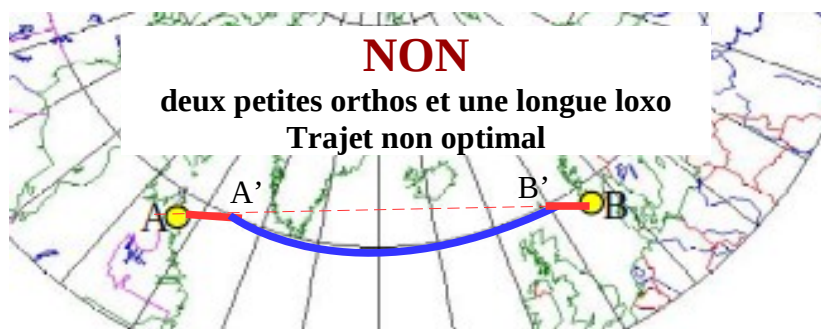 NON
deux petites orthos et une longue loxo
Trajet non optimal
A A’ B’ B